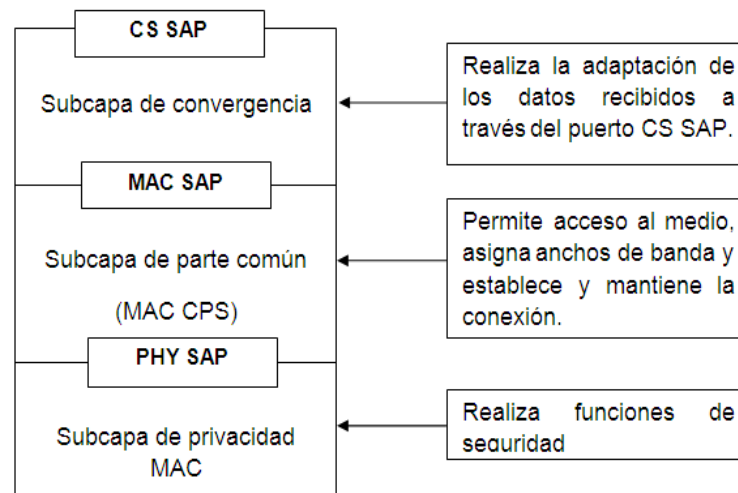 CS SAP
Subcapa de convergencia
Realiza la adaptación de
los datos recibidos a
través del puerto CS SAP.
MAC SAP
Subcapa de parte común
(MAC CPS)
Permite acceso al medio,
asigna anchos de banda y
establece y mantiene la
conexión.
PHY SAP
Subcapa de privacidad
MAC
Realiza funciones de
seguridad